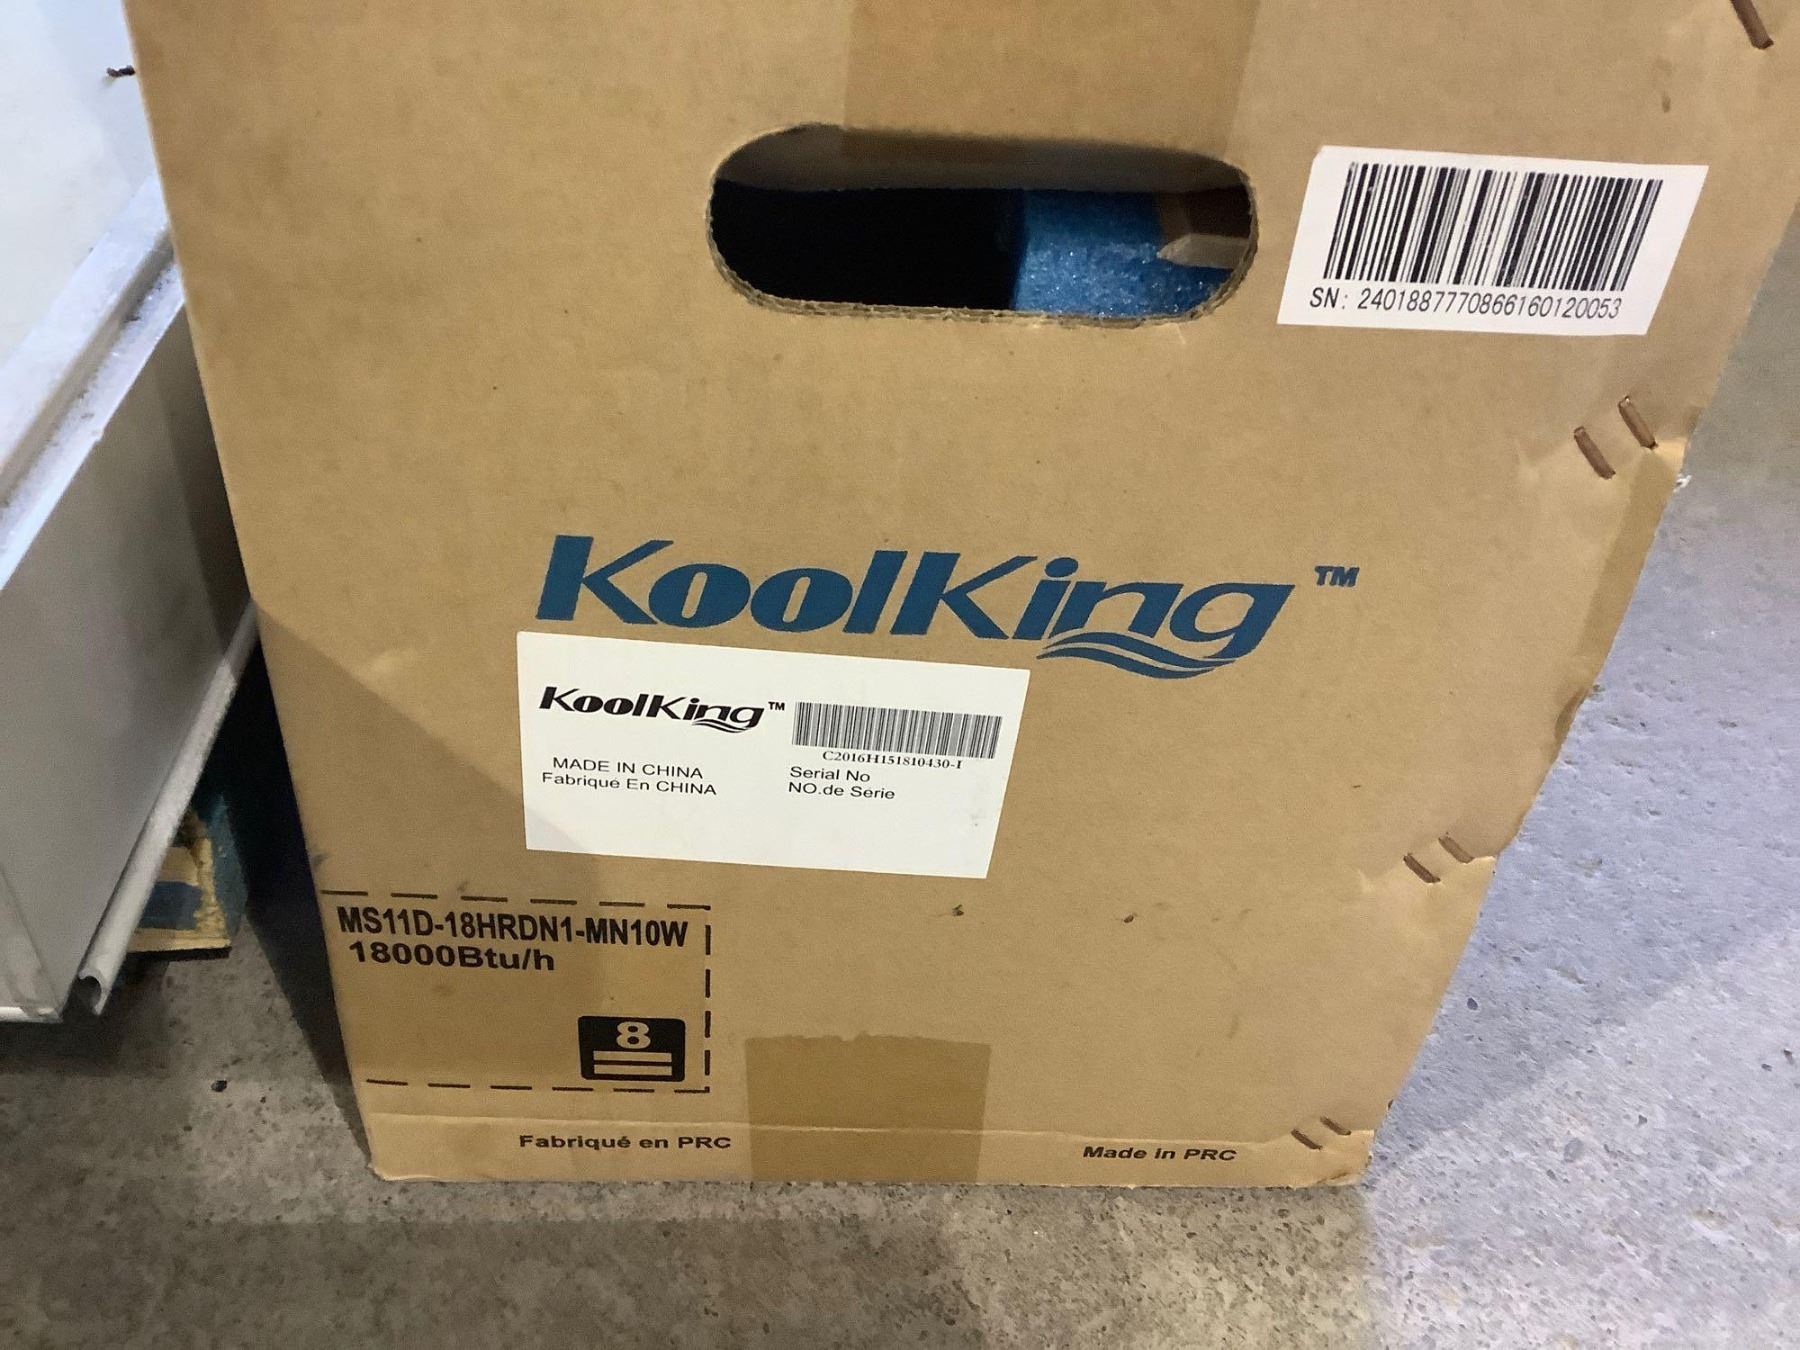 SN: 2401887770866160120053
KoolKing™
KoolKing™
C2016H151810430-I
MADE IN CHINA
Fabriqué En CHINA
Serial No
NO.de Série
MS11D-18HRDN1-MN10W
18000Btu/h
8
Fabriqué en PRC
Made in PRC